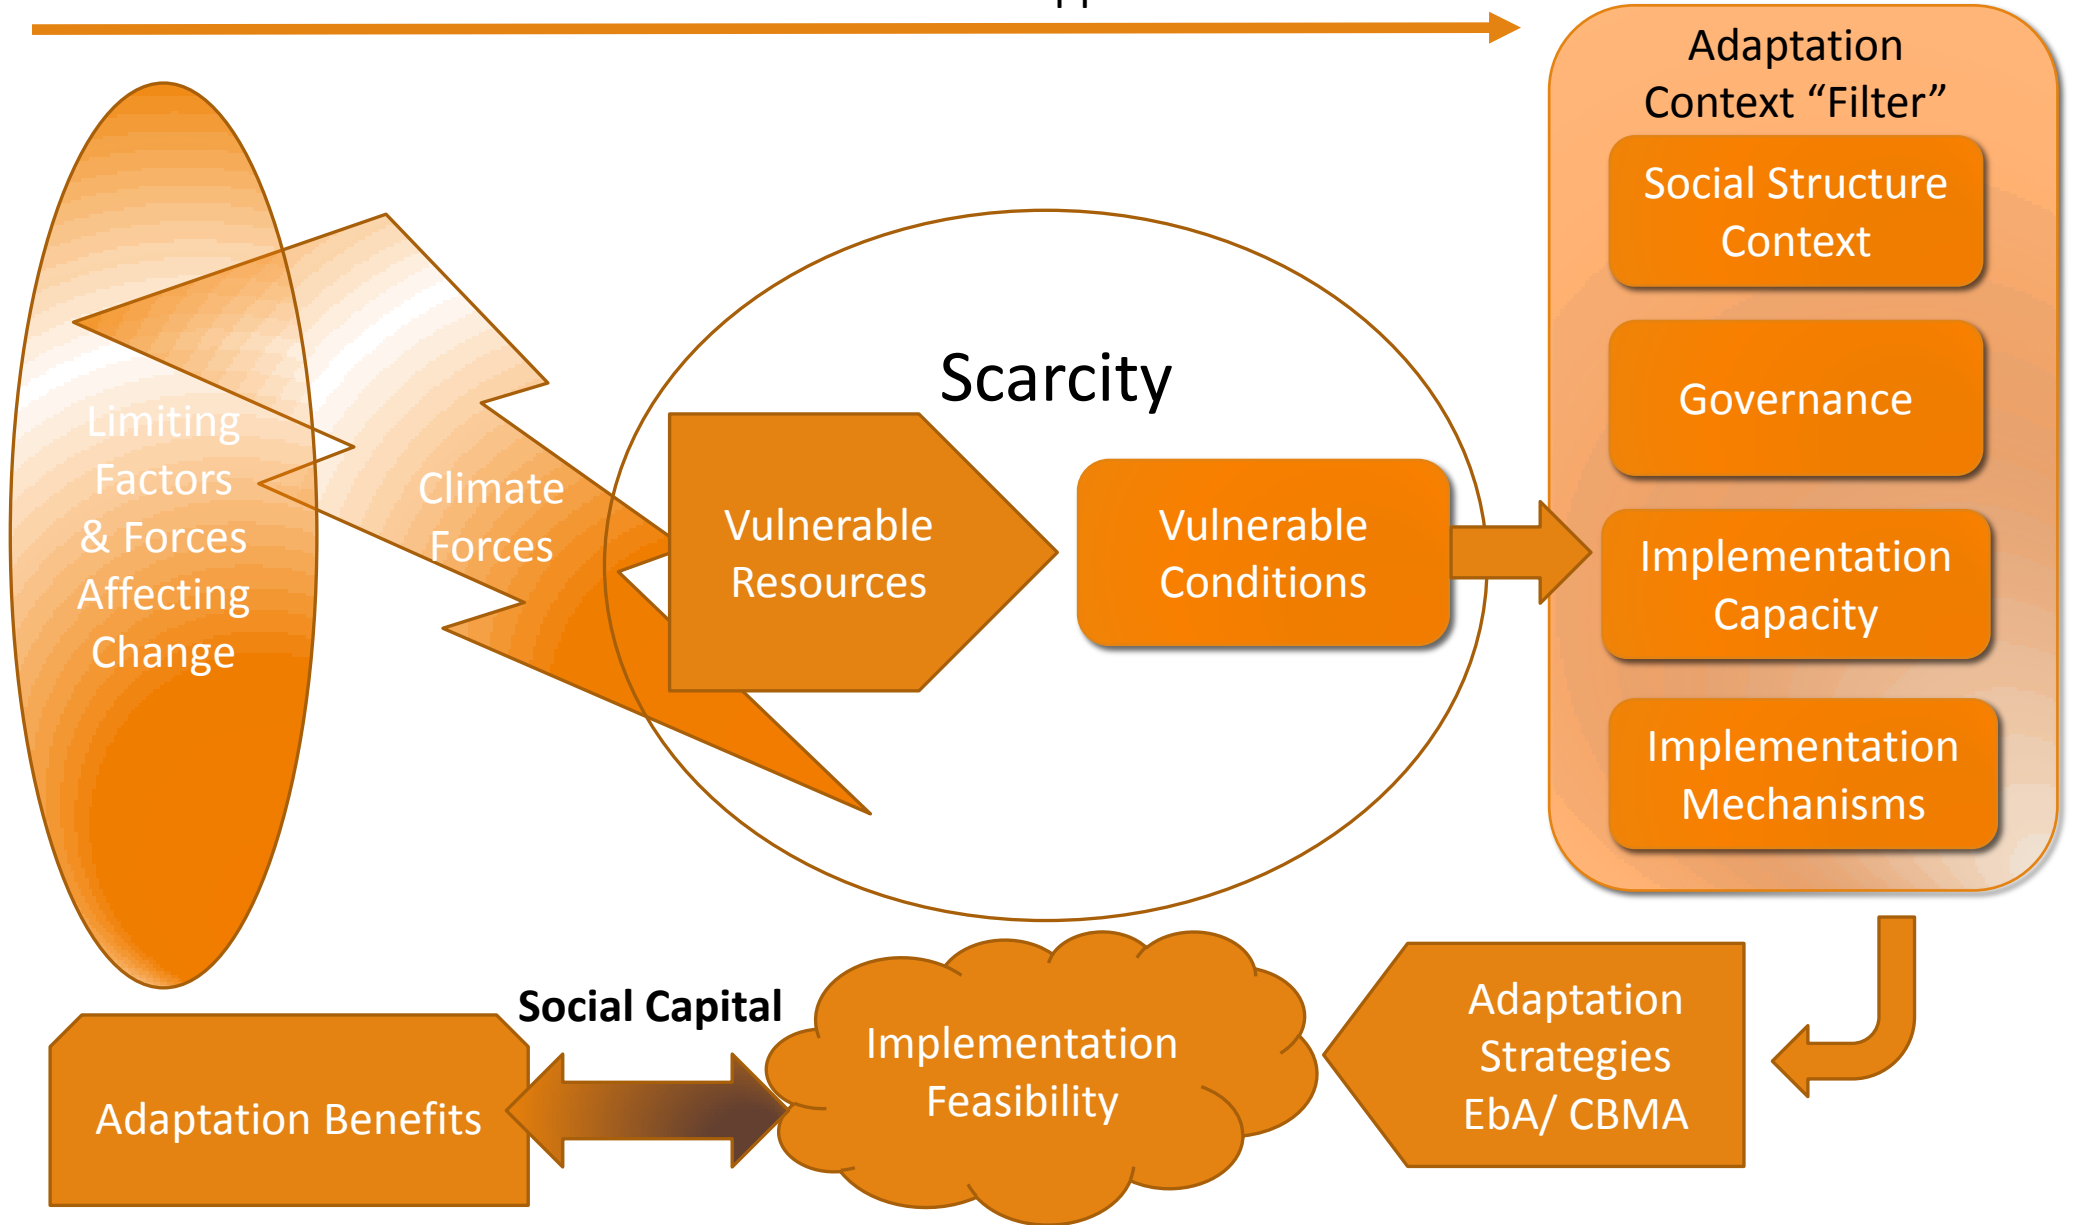 Adaptation
Context “Filter”
Social Structure
Context
Governance
Implementation
Capacity
Implementation
Mechanisms
Scarcity
Limiting
Factors
& Forces
Affecting
Change
Climate
Forces
Vulnerable
Resources
Vulnerable
Conditions
Social Capital
Adaptation Benefits
Implementation
Feasibility
Adaptation
Strategies
EbA/ CBMA